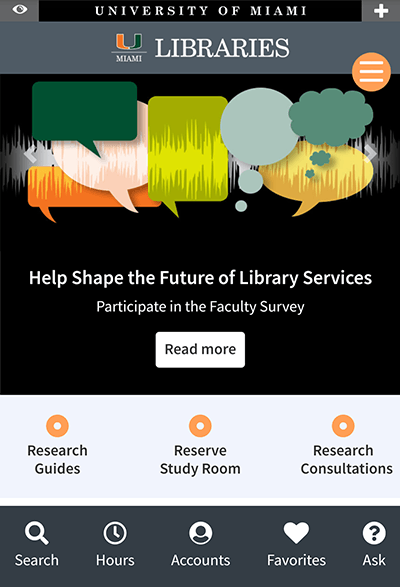 UNIVERSITY OF MIAMI
U
MIAMI
LIBRARIES
Help Shape the Future of Library Services
Participate in the Faculty Survey
Read more
Research
Guides
Reserve
Study Room
Research
Consultations
Search
Hours
Accounts
Favorites
?
Ask